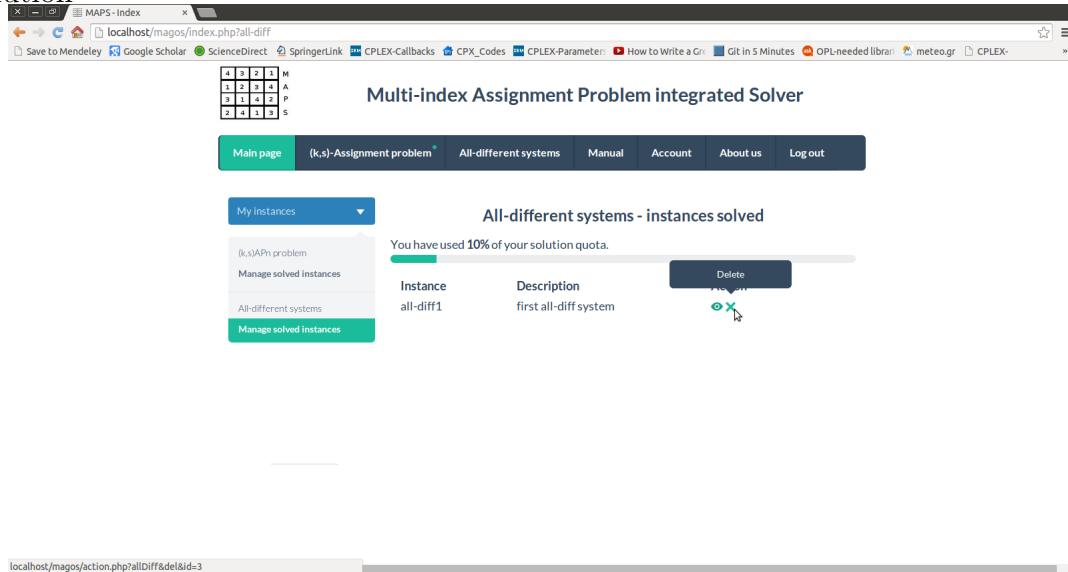 MAPS - Index
localhost/magos/index.php?all-diff
Save to Mendeley Google Scholar ScienceDirect SpringerLink CPLEX-Callbacks CPX_Codes CPLEX-Parameters How to Write a Gr Git in 5 Minutes OPL-needed librari meteo.gr CPLEX- »
4 3 2 1 M
1 2 3 4 A
3 1 4 2 P
2 4 1 3 S
Multi-index Assignment Problem integrated Solver
Main page (k,s)-Assignment problem All-different systems Manual Account About us Log out
My instances
All-different systems - instances solved
You have used 10% of your solution quota.
(k,s)APn problem
Manage solved instances
All-different systems
Manage solved instances
Delete
Instance Description
all-diff1 first all-diff system
localhost/magos/action.php?allDiff&del&id=3